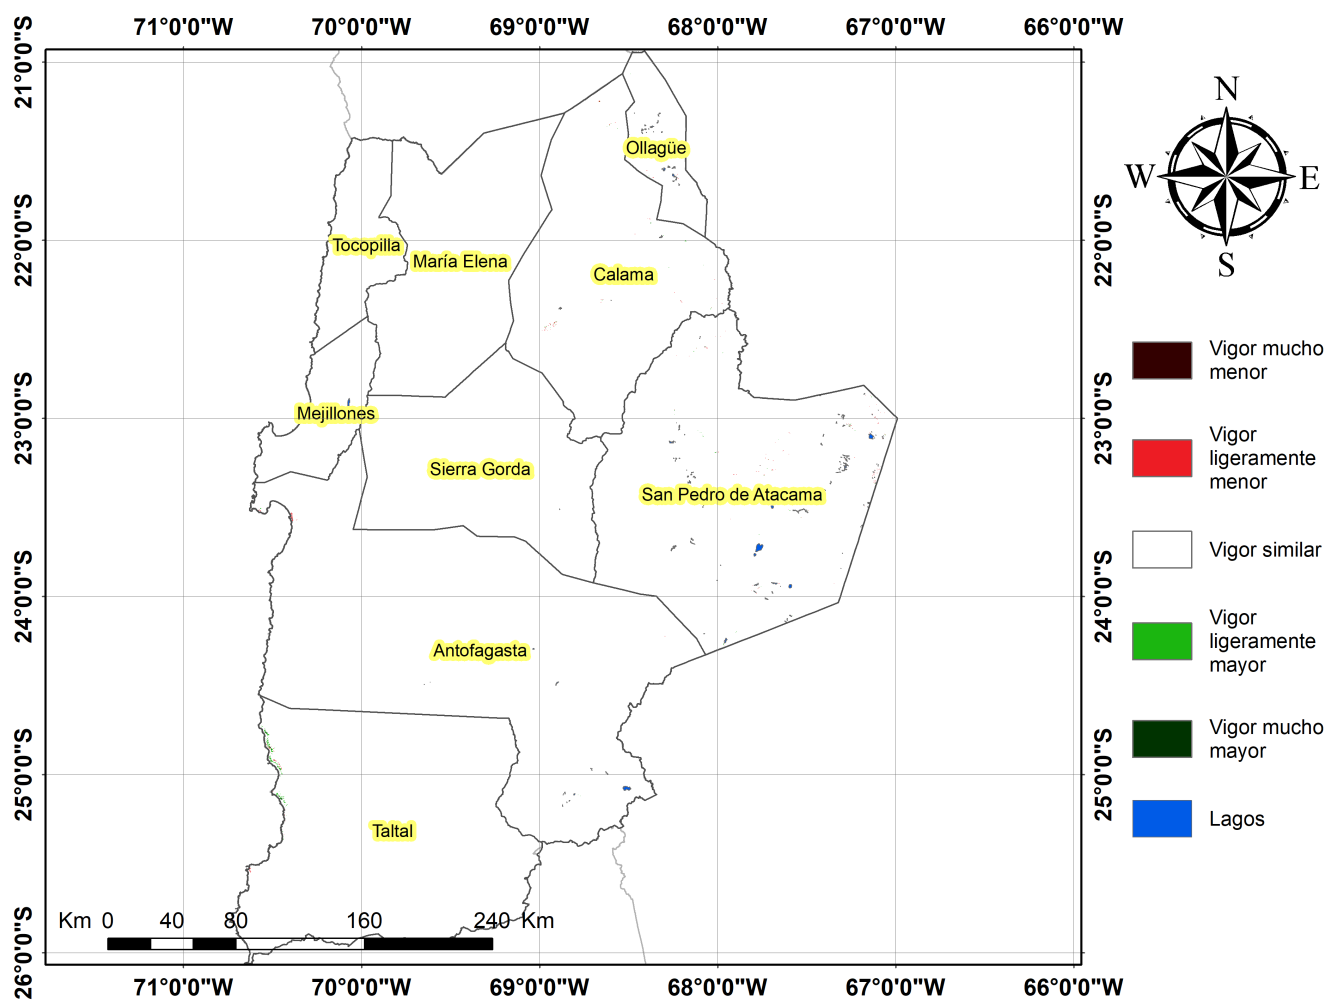 71°0'0"W 70°0'0"W 69°0'0"W 68°0'0"W 67°0'0"W 66°0'0"W
21°0'0"S
22°0'0"S
23°0'0"S
24°0'0"S
25°0'0"S
26°0'0"S
Ollagüe
Tocopilla
María Elena
Calama
Mejillones
Sierra Gorda
San Pedro de Atacama
Antofagasta
Taltal
Km 0 40 80 160 240 Km
71°0'0"W 70°0'0"W 69°0'0"W 68°0'0"W 67°0'0"W 66°0'0"W
22°0'0"S
23°0'0"S
24°0'0"S
25°0'0"S
N
W E
S
Vigor mucho
menor
Vigor
ligeramente
menor
Vigor similar
Vigor
ligeramente
mayor
Vigor mucho
mayor
Lagos